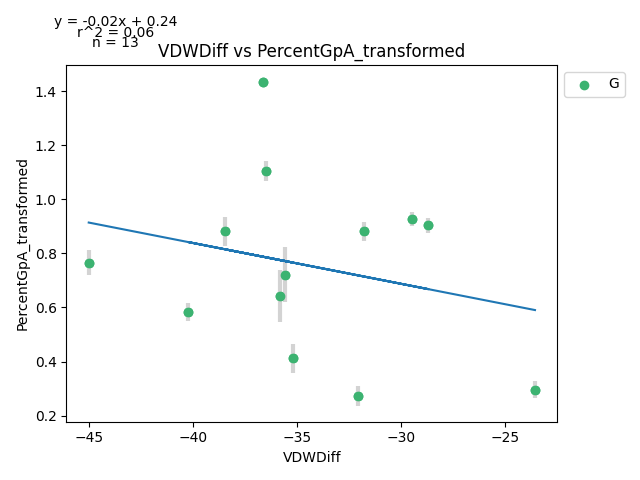 y = -0.02x + 0.24
r^2 = 0.06
n = 13
VDWDiff vs PercentGpA_transformed
G
PercentGpA_transformed
1.4
1.2
1.0
0.8
0.6
0.4
0.2
−45
−40
−35
−30
−25
VDWDiff